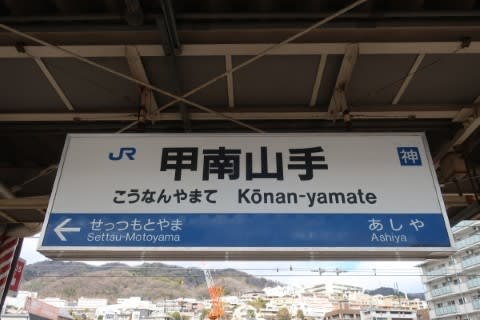 JR 甲南山手 神
こうなんやまて Kōnan-yamate
← せっつもとやま あしや
Settsu-Motoyama Ashiya